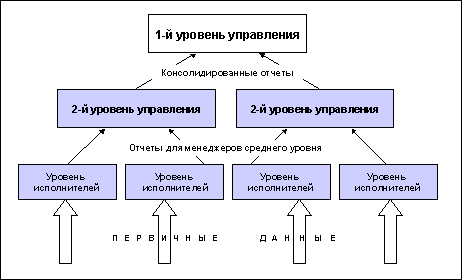 1-й уровень управления
Консолидированные отчеты
2-й уровень управления
2-й уровень управления
Отчеты для менеджеров среднего уровня
Уровень
исполнителей
Уровень
исполнителей
Уровень
исполнителей
Уровень
исполнителей
П Е Р В И Ч Н Ы Е Д А Н Н Ы Е